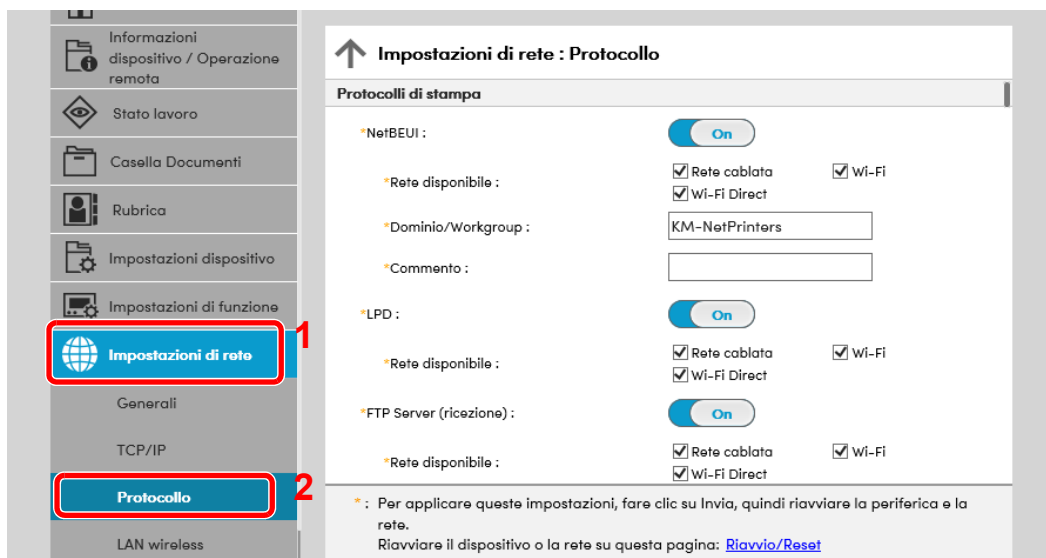 Informazioni
dispositivo / Operazione
remota
Stato lavoro
Casella Documenti
Rubrica
Impostazioni dispositivo
Impostazioni di funzione
1
Impostazioni di rete
Generali
TCP/IP
2
Protocollo
LAN wireless
Impostazioni di rete : Protocollo
Protocolli di stampa
*NetBEUI : On
*Rete disponibile : Rete cablata Wi-Fi
Wi-Fi Direct
*Dominio/Workgroup : KM-NetPrinters
*Commento :
*LPD : On
*Rete disponibile : Rete cablata Wi-Fi
Wi-Fi Direct
*FTP Server (ricezione) : On
*Rete disponibile : Rete cablata Wi-Fi
Wi-Fi Direct
* : Per applicare queste impostazioni, fare clic su Invia, quindi riavviare la periferica e la
rete.
Riavviare il dispositivo o la rete su questa pagina: Riavvio/Reset